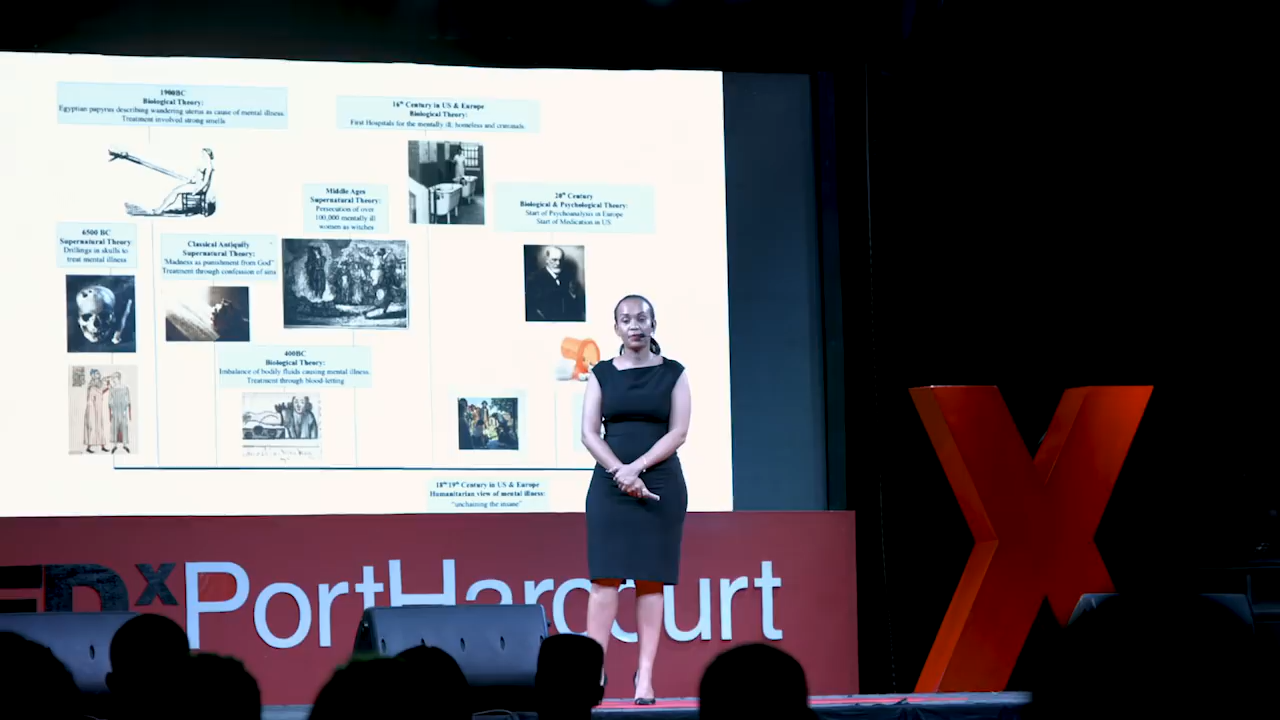 1900BC
Biological Theory:
Egyptian papyrus describing wandering uterus as cause of mental illness.
Treatment involved strong smells
16th Century in US & Europe
Biological Theory:
First Hospitals for the mentally ill, homeless and criminals.
Middle Ages
Supernatural Theory:
Persecution of over
100,000 mentally ill
women as witches
20th Century
Biological & Psychological Theory:
Start of Psychoanalysis in Europe
Start of Medication in US
6500 BC
Supernatural Theory:
Drillings in skulls to
treat mental illness
Classical Antiquity
Supernatural Theory:
"Madness as punishment from God"
Treatment through confession of sins
400BC
Biological Theory:
Imbalance of bodily fluids causing mental illness.
Treatment through blood-letting
18th/19th Century in US & Europe
Humanitarian view of mental illness:
"unchaining the insane"
EDx PortHarcourt
X